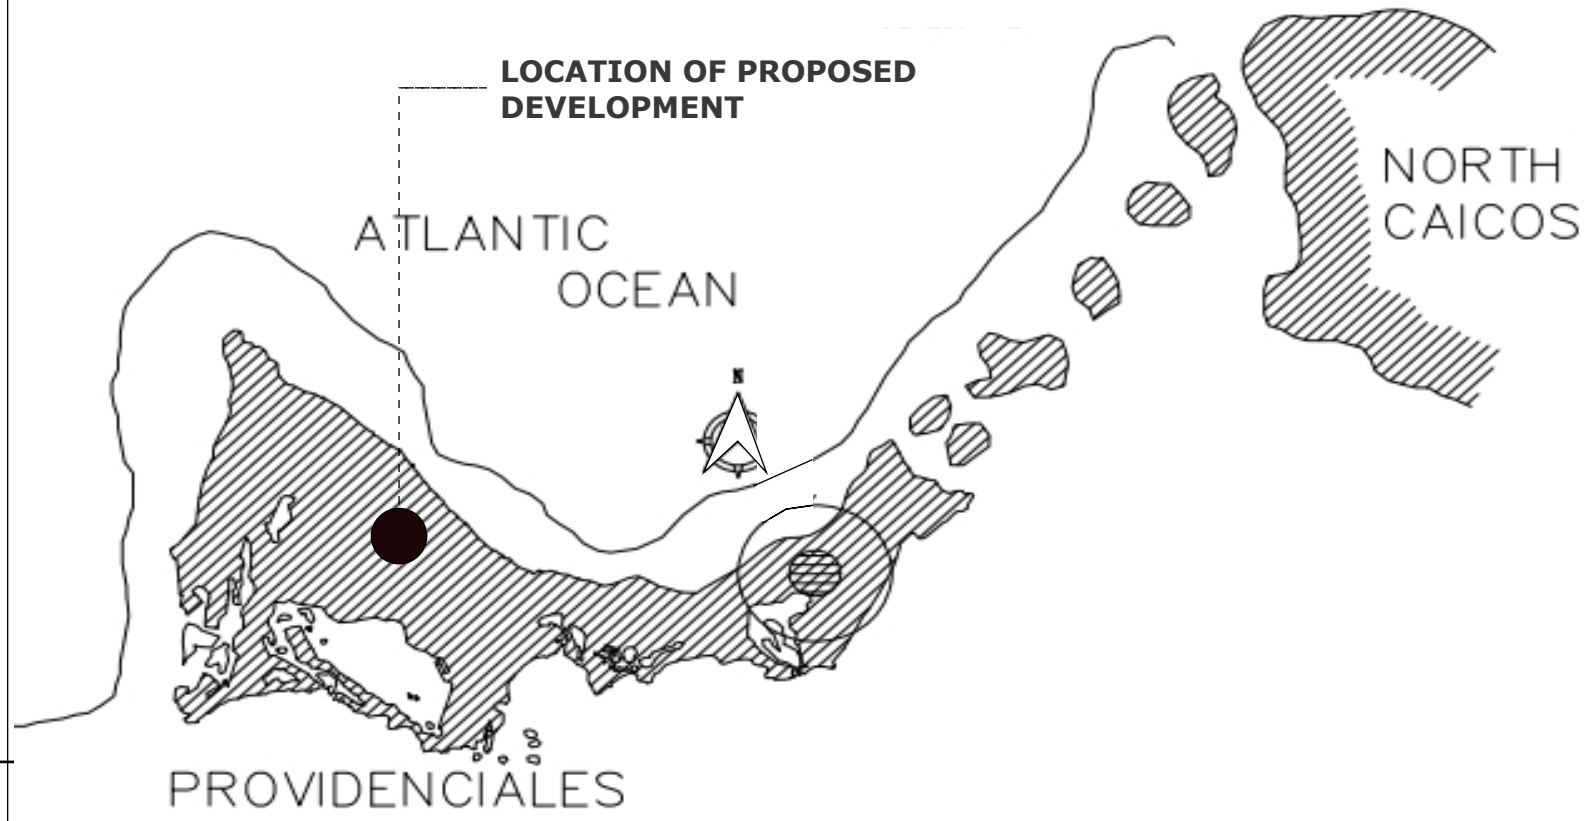 LOCATION OF PROPOSED
DEVELOPMENT
NORTH
CAICOS
ATLANTIC
OCEAN
N
PROVIDENCIALES